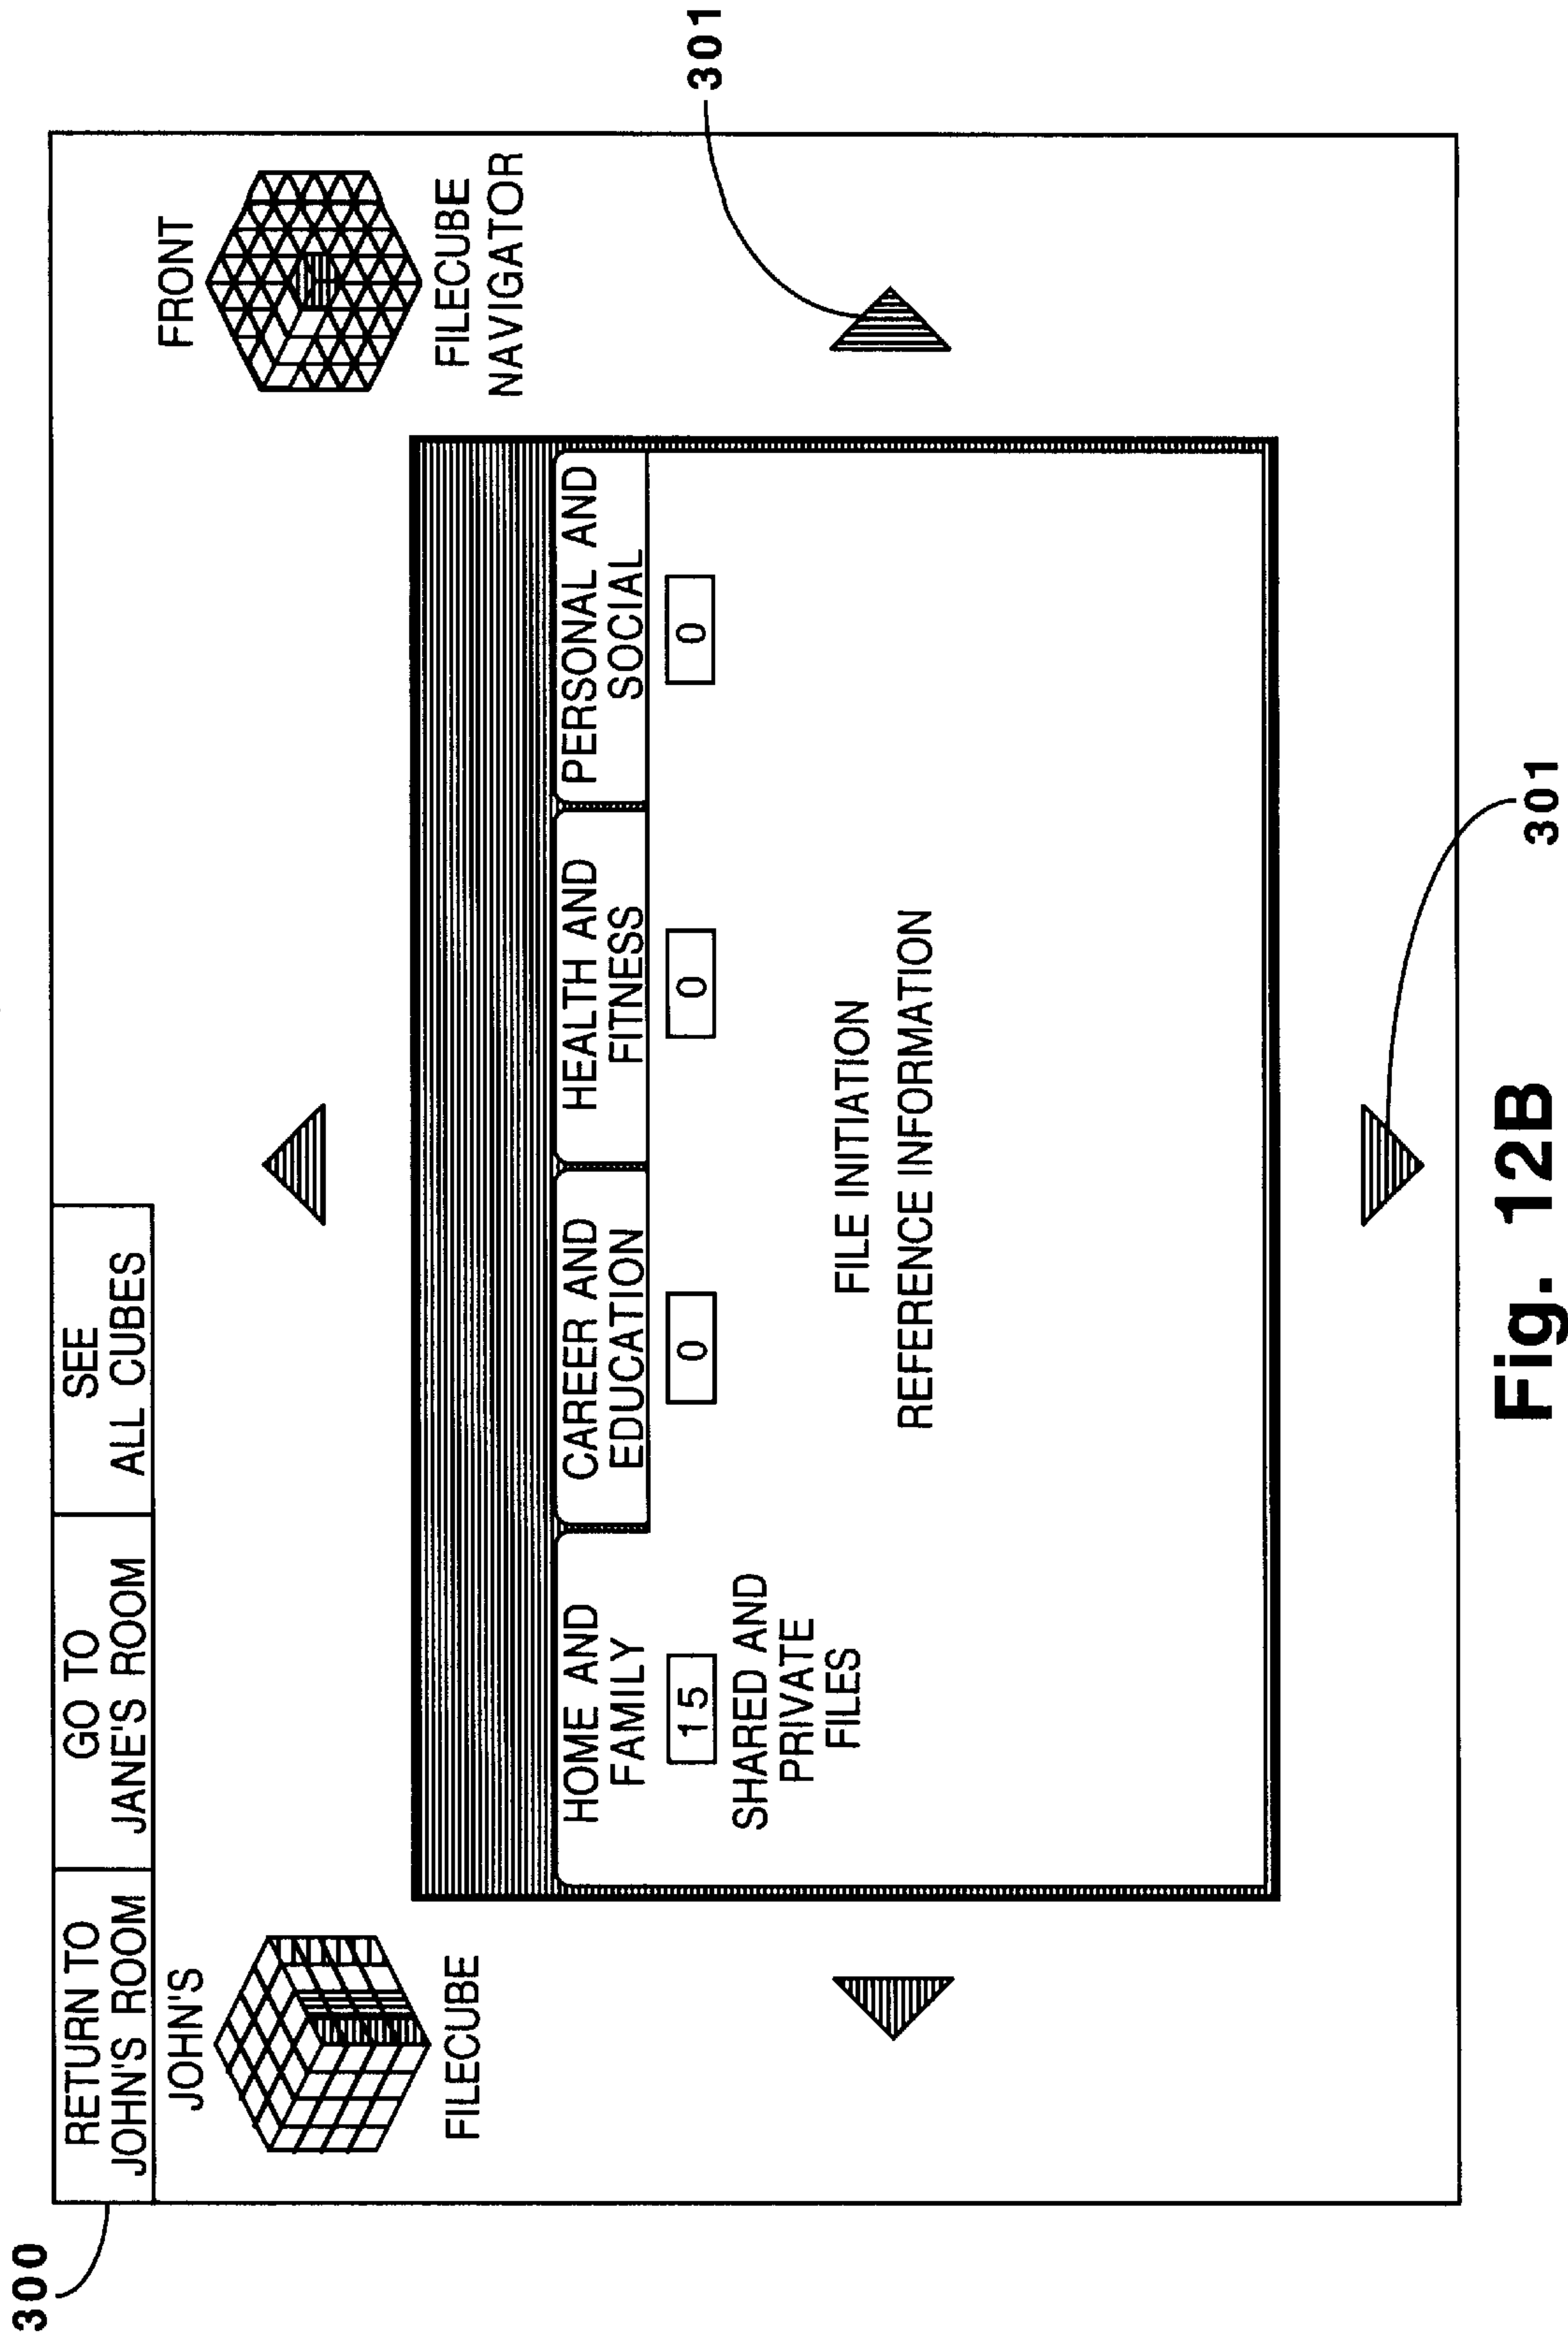 300
RETURN TO
JOHN'S ROOM
GO TO
JANE'S ROOM
SEE
ALL CUBES
JOHN'S
FILECUBE
FRONT
FILECUBE
NAVIGATOR
301
HOME AND
FAMILY
15
SHARED AND
PRIVATE
FILES
CAREER AND
EDUCATION
0
HEALTH AND
FITNESS
0
PERSONAL AND
SOCIAL
0
FILE INITIATION
REFERENCE INFORMATION
301
Fig. 12B